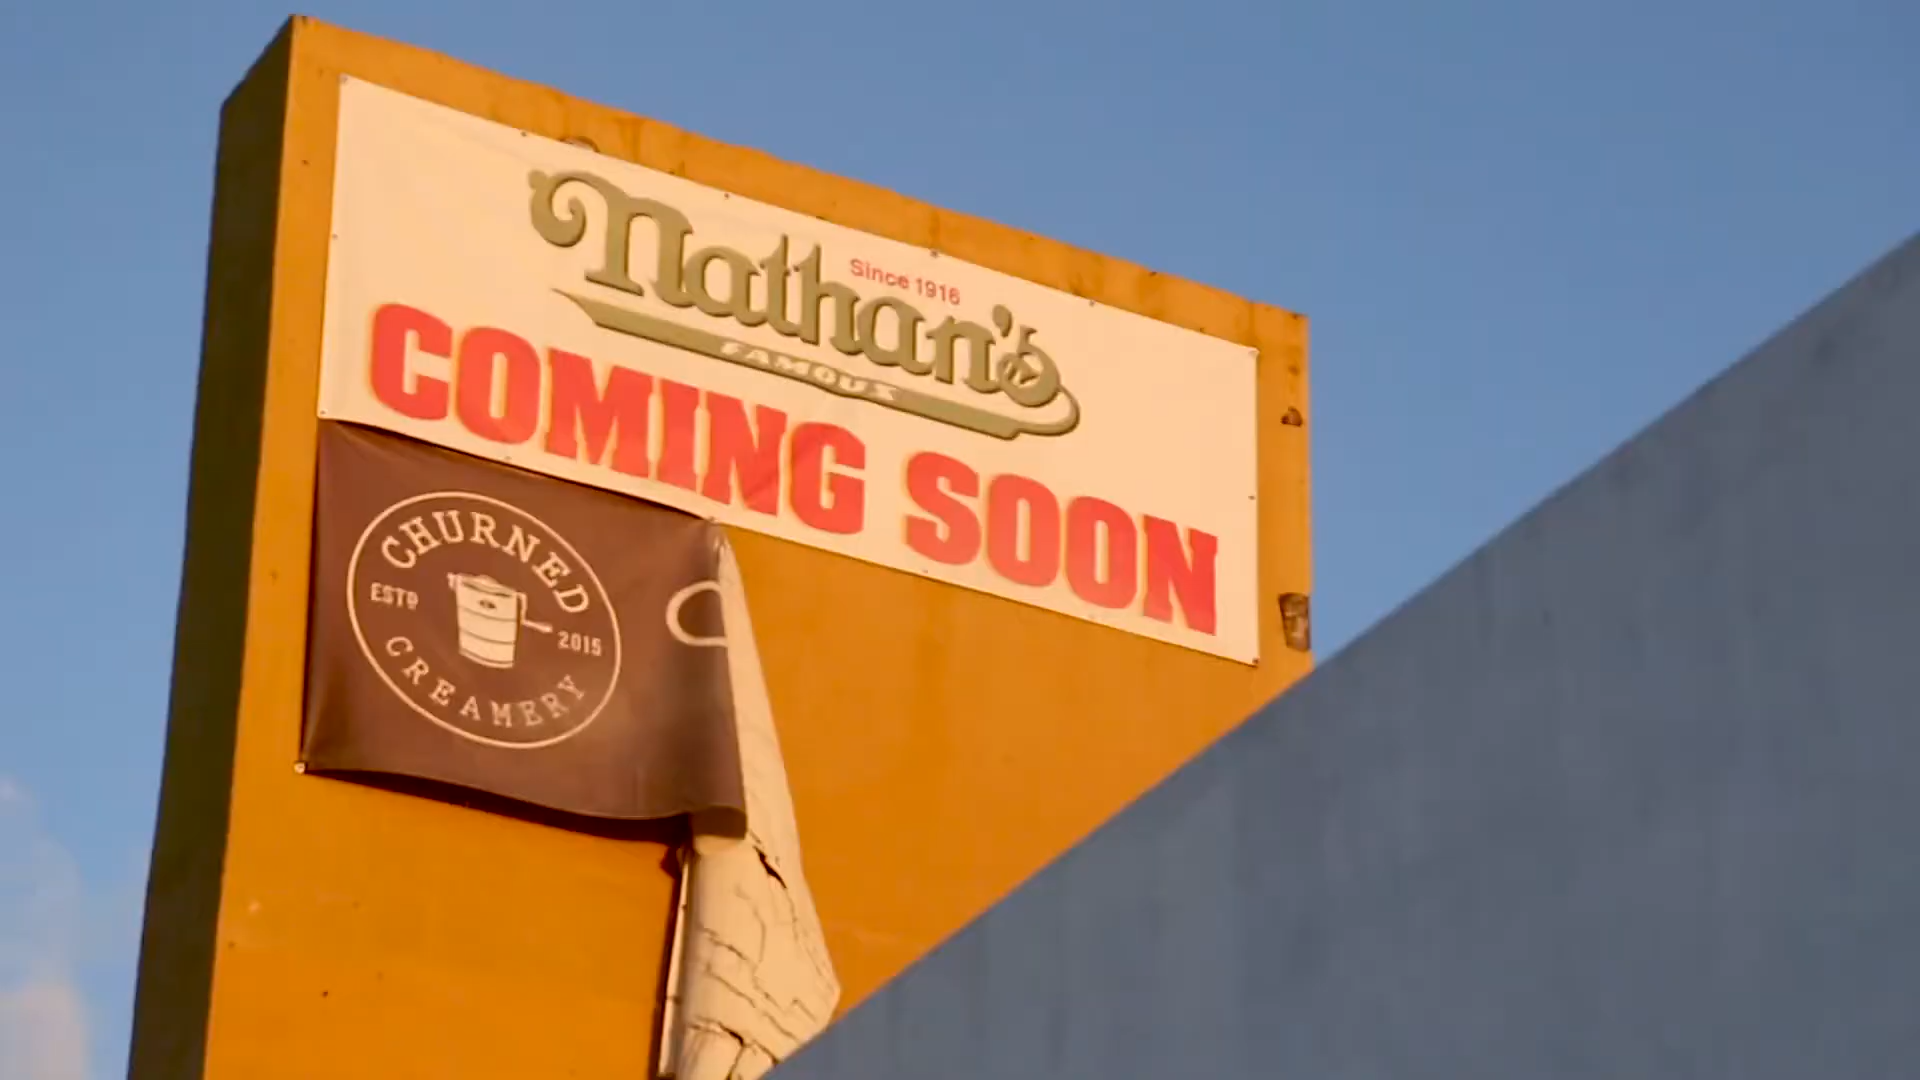 Nathan's
Since 1916
FAMOUS
COMING SOON
CHURNED
ESTD
2015
CREAMERY